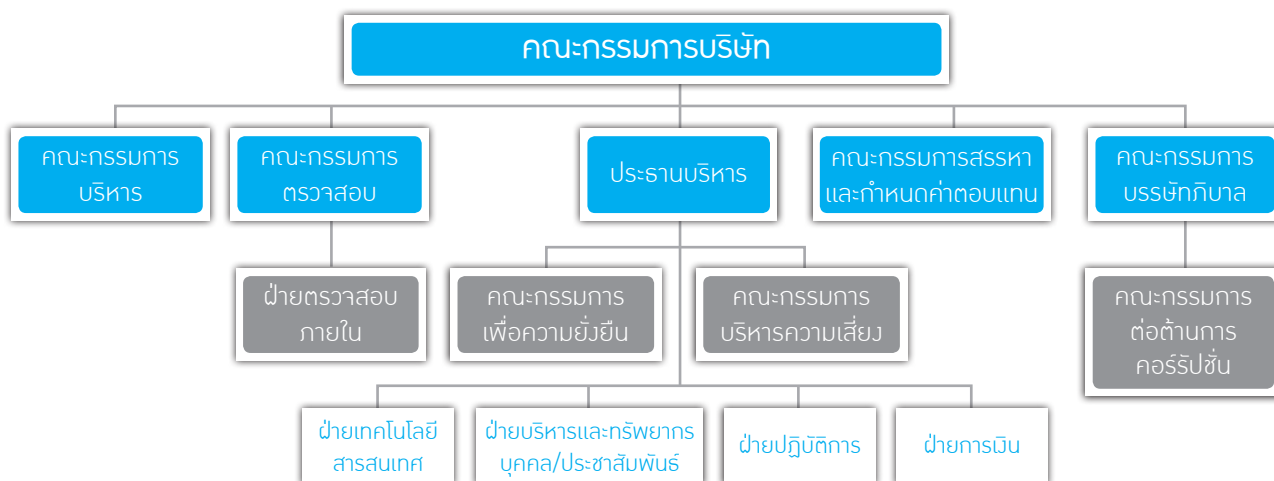 คณะกรรมการบริษัท
คณะกรรมการ
บริหาร
คณะกรรมการ
ตรวจสอบ
ประธานบริหาร
คณะกรรมการสรรหา
และกำหนดค่าตอบแทน
คณะกรรมการ
บรรษัทภิบาล
ฝ่ายตรวจสอบ
ภายใน
คณะกรรมการ
เพื่อความยั่งยืน
คณะกรรมการ
บริหารความเสี่ยง
คณะกรรมการ
ต่อต้านการ
คอร์รัปชั่น
ฝ่ายเทคโนโลยี
สารสนเทศ
ฝ่ายบริหารและทรัพยากร
บุคคล/ประชาสัมพันธ์
ฝ่ายปฏิบัติการ
ฝ่ายการเงิน